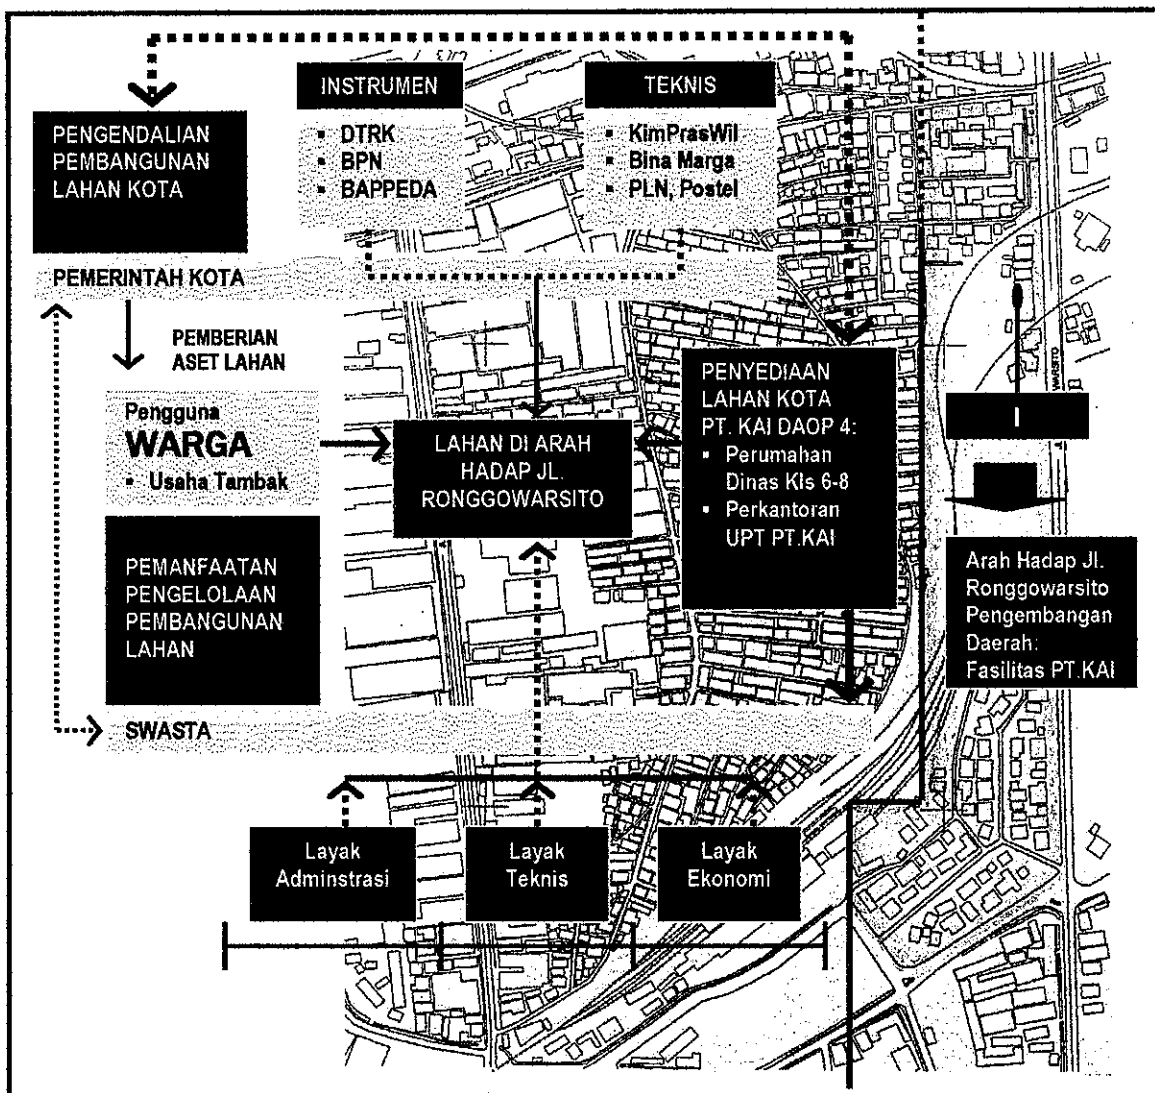 INSTRUMEN
TEKNIS
▪ DTRK
▪ BPN
▪ BAPPEDA
▪ KimPrasWil
▪ Bina Marga
▪ PLN, Postel
PENGENDALIAN
PEMBANGUNAN
LAHAN KOTA
PEMERINTAH KOTA
PEMBERIAN
ASET LAHAN
Pengguna
WARGA
▪ Usaha Tambak
LAHAN DI ARAH
HADAP JL.
RONGGOWARSITO
PENYEDIAAN
LAHAN KOTA
PT. KAI DAOP 4:
▪ Perumahan
Dinas Kls 6-8
▪ Perkantoran
UPT PT.KAI
WARSITO
I
Arah Hadap Jl.
Ronggowarsito
Pengembangan
Daerah:
Fasilitas PT.KAI
PEMANFAATAN
PENGELOLAAN
PEMBANGUNAN
LAHAN
SWASTA
Layak
Adminstrasi
Layak
Teknis
Layak
Ekonomi